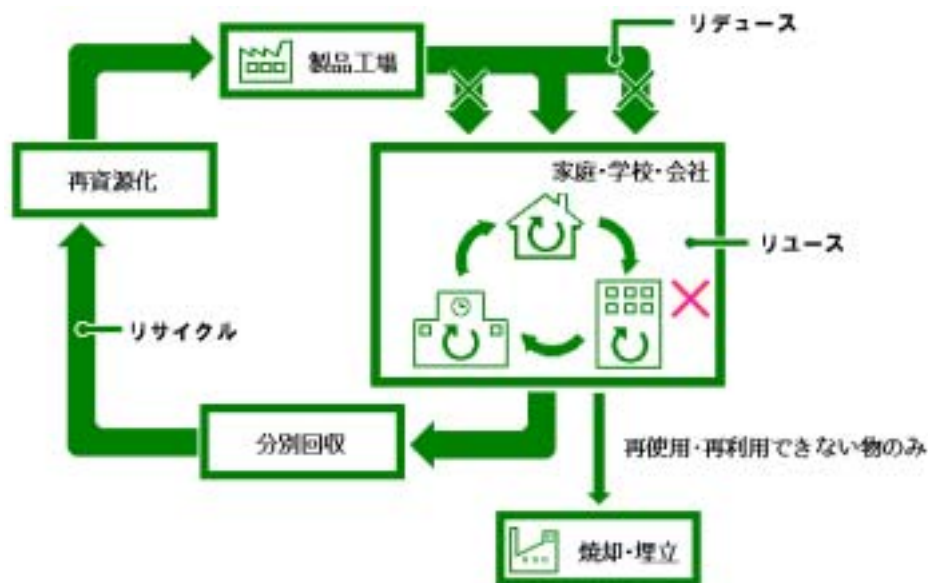 リデュース
製品工場
家庭・学校・会社
再資源化
リユース
リサイクル
分別回収
再使用・再利用できない物のみ
焼却・埋立